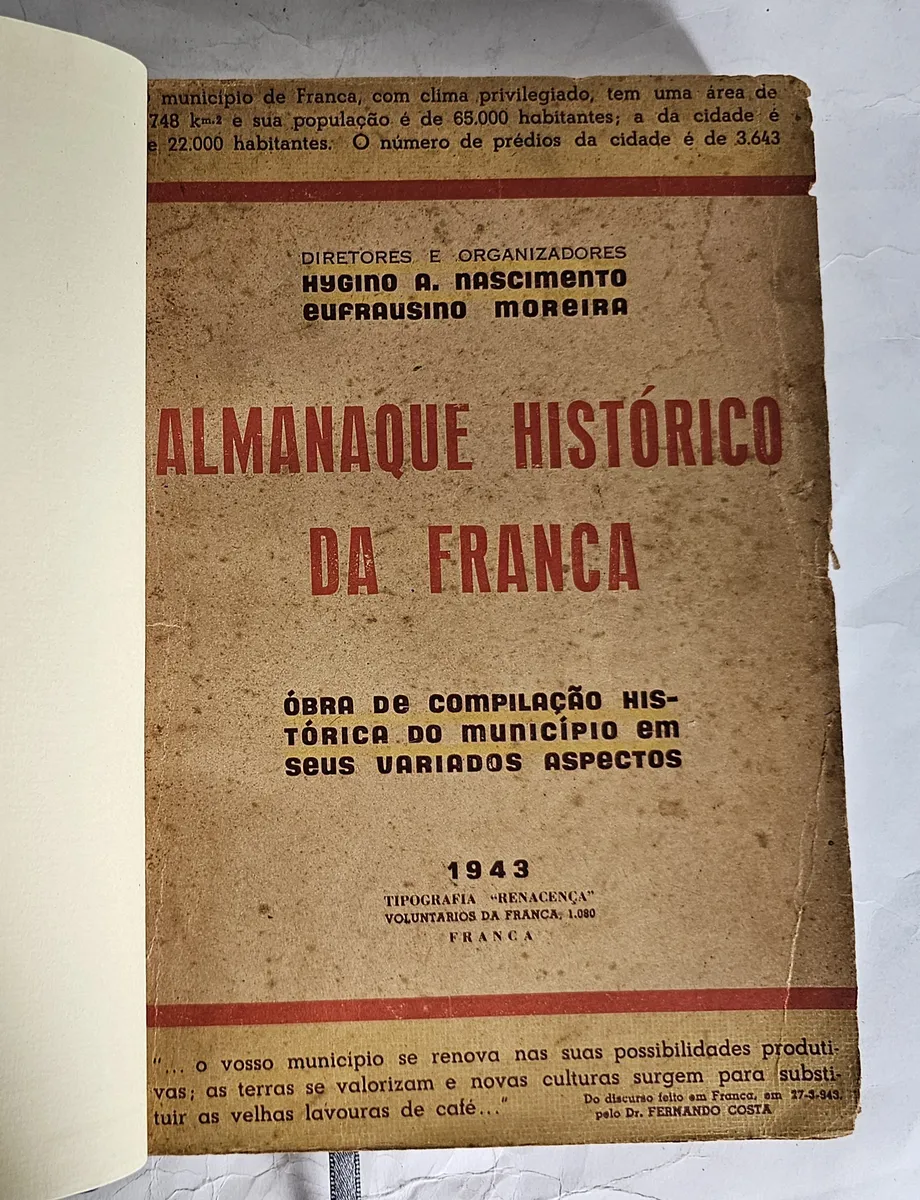 município de Franca, com clima privilegiado, tem uma área de
748 km.2 e sua população é de 65.000 habitantes; a da cidade é
e 22.000 habitantes. O número de prédios da cidade é de 3.643
DIRETORES E ORGANIZADORES
HYGINO A. NASCIMENTO
EUFRAUSINO MOREIRA
ALMANAQUE HISTÓRICO
DA FRANCA
ÓBRA DE COMPILAÇÃO HIS-
TÓRICA DO MUNICÍPIO EM
SEUS VARIADOS ASPECTOS
1943
TIPOGRAFIA "RENACENÇA"
VOLUNTARIOS DA FRANCA, 1.080
FRANCA
"... o vosso municipio se renova nas suas possibilidades produti-
vas; as terras se valorizam e novas culturas surgem para substi-
tuir as velhas lavouras de café..."
Do discurso feito em Franca, em 27-3-943,
pelo Dr. FERNANDO COSTA